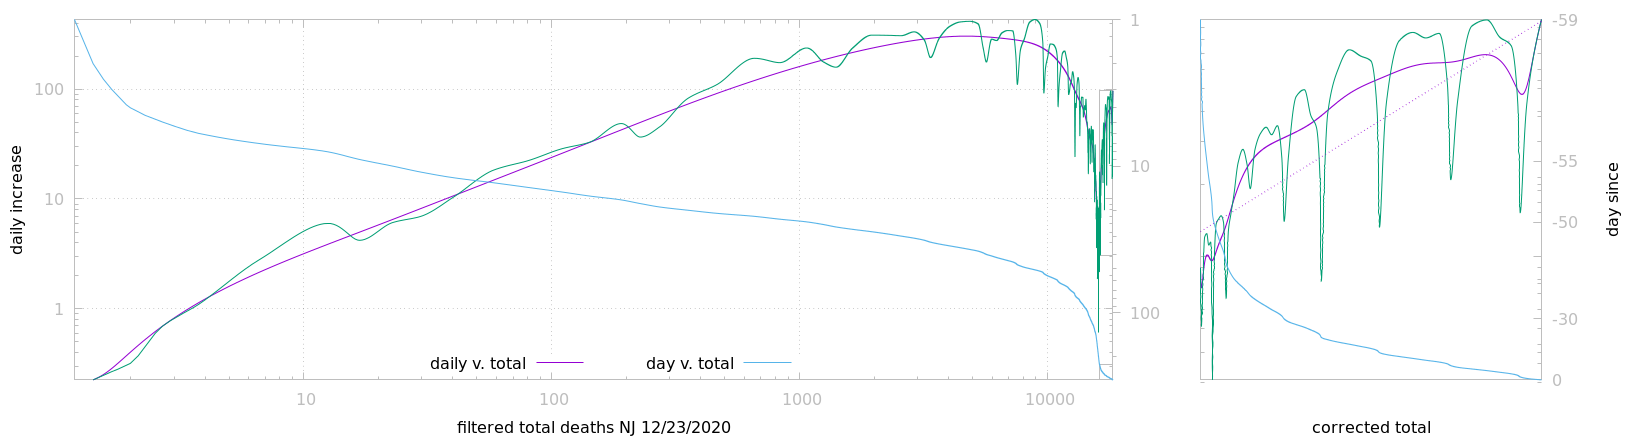 daily increase
100
10
1
10
100
1000
10000
1
10
100
daily v. total
day v. total
filtered total deaths NJ 12/23/2020
-59
-55
-50
-30
0
day since
corrected total